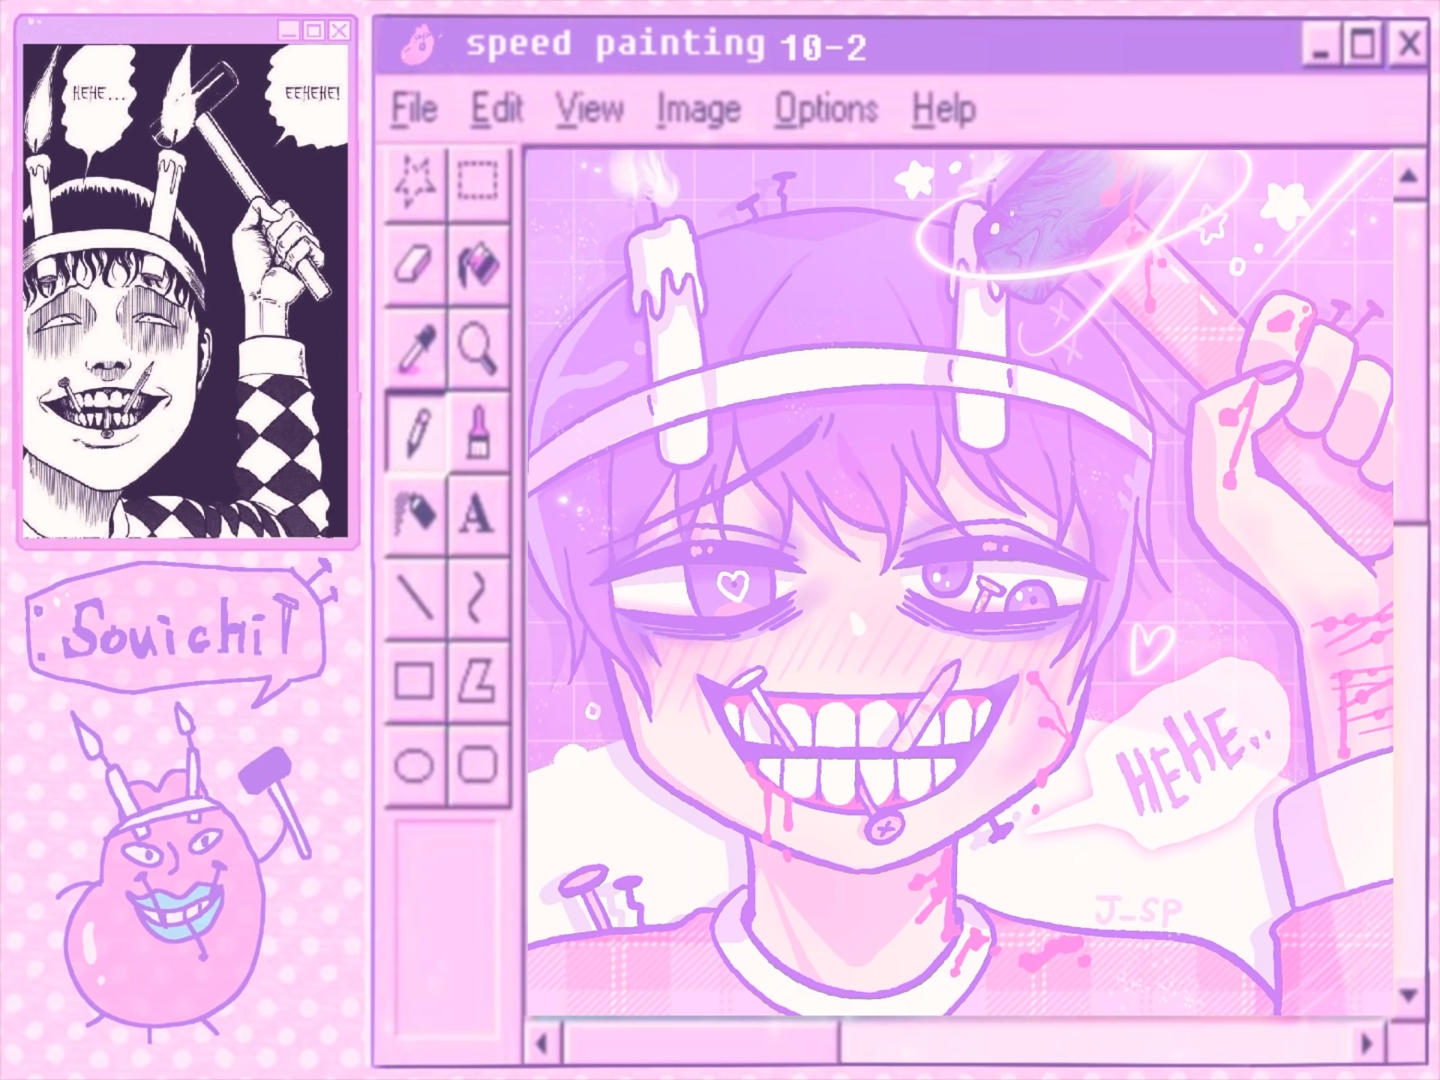 HEHE...
EEHEHE!
Souichi
speed painting 10-2
File Edit View Image Options Help
A
HEHE..
J_SP